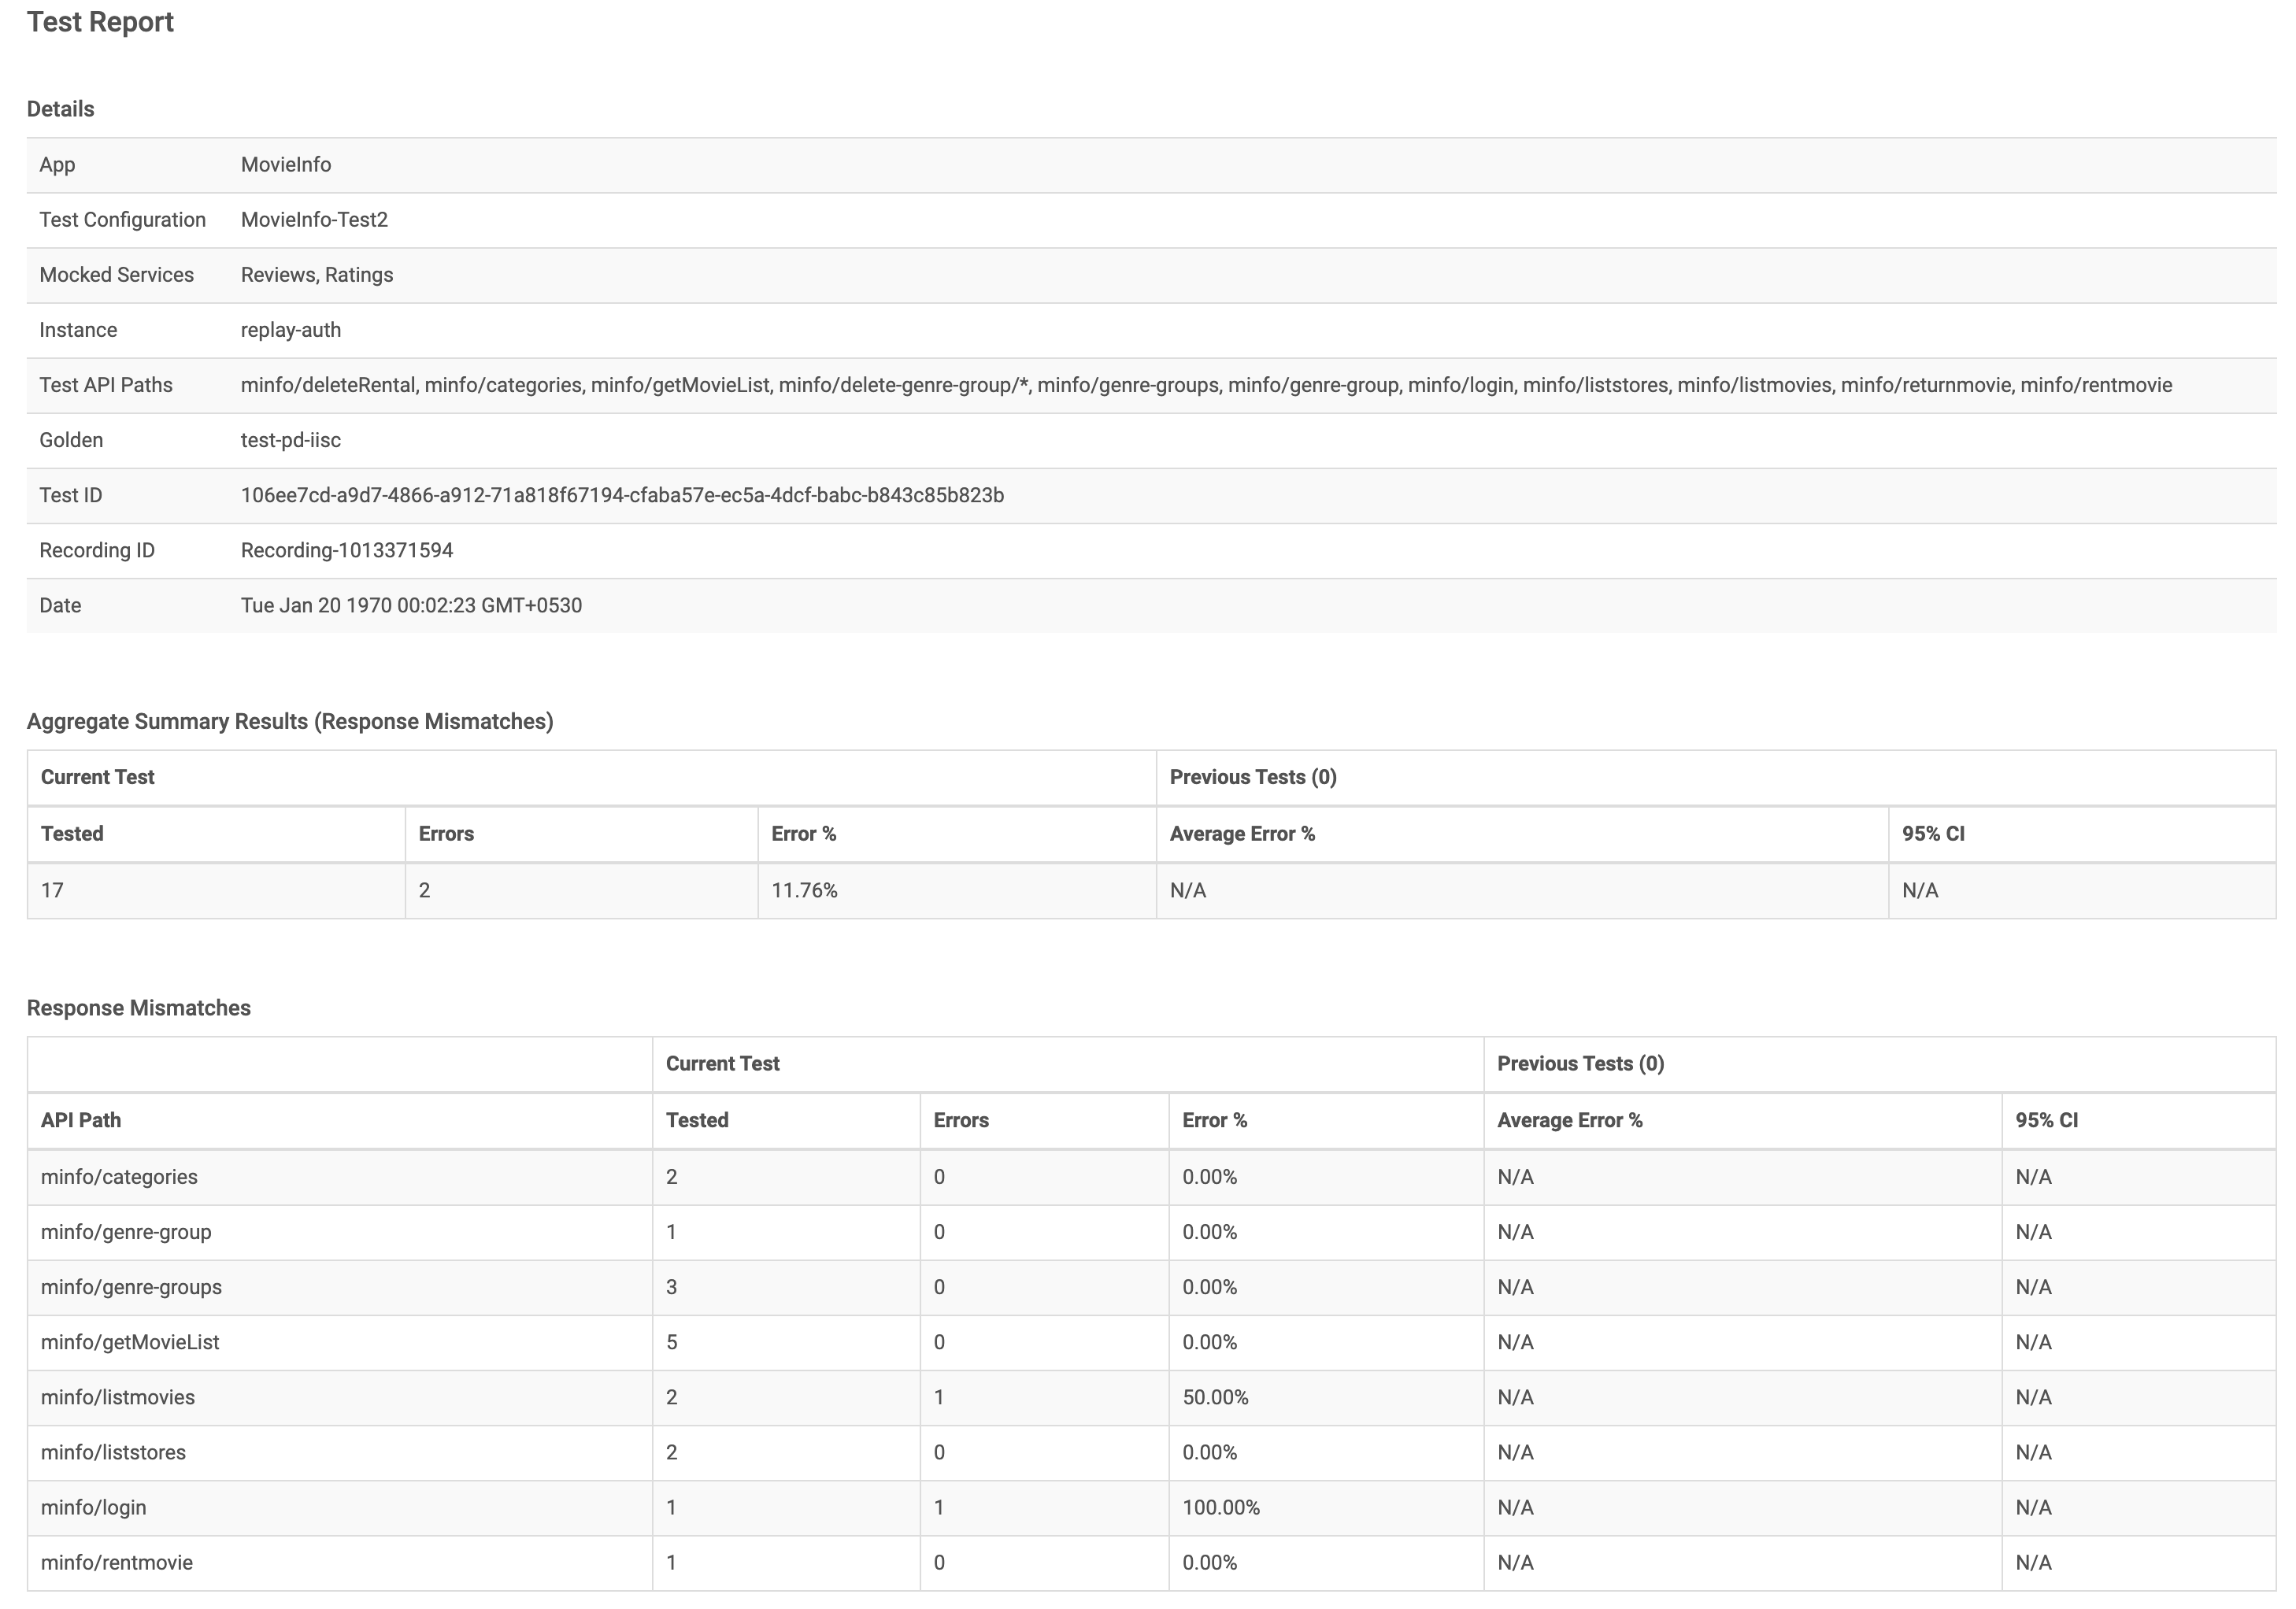 Test Report
Details
App MovieInfo
Test Configuration MovieInfo-Test2
Mocked Services Reviews, Ratings
Instance replay-auth
Test API Paths minfo/deleteRental, minfo/categories, minfo/getMovieList, minfo/delete-genre-group/*, minfo/genre-groups, minfo/genre-group, minfo/login, minfo/liststores, minfo/listmovies, minfo/returnmovie, minfo/rentmovie
Golden test-pd-iisc
Test ID 106ee7cd-a9d7-4866-a912-71a818f67194-cfaba57e-ec5a-4dcf-babc-b843c85b823b
Recording ID Recording-1013371594
Date Tue Jan 20 1970 00:02:23 GMT+0530
Aggregate Summary Results (Response Mismatches)
Current Test Previous Tests (0)
Tested Errors Error % Average Error % 95% CI
17 2 11.76% N/A N/A
Response Mismatches
Current Test Previous Tests (0)
API Path Tested Errors Error % Average Error % 95% CI
minfo/categories 2 0 0.00% N/A N/A
minfo/genre-group 1 0 0.00% N/A N/A
minfo/genre-groups 3 0 0.00% N/A N/A
minfo/getMovieList 5 0 0.00% N/A N/A
minfo/listmovies 2 1 50.00% N/A N/A
minfo/liststores 2 0 0.00% N/A N/A
minfo/login 1 1 100.00% N/A N/A
minfo/rentmovie 1 0 0.00% N/A N/A